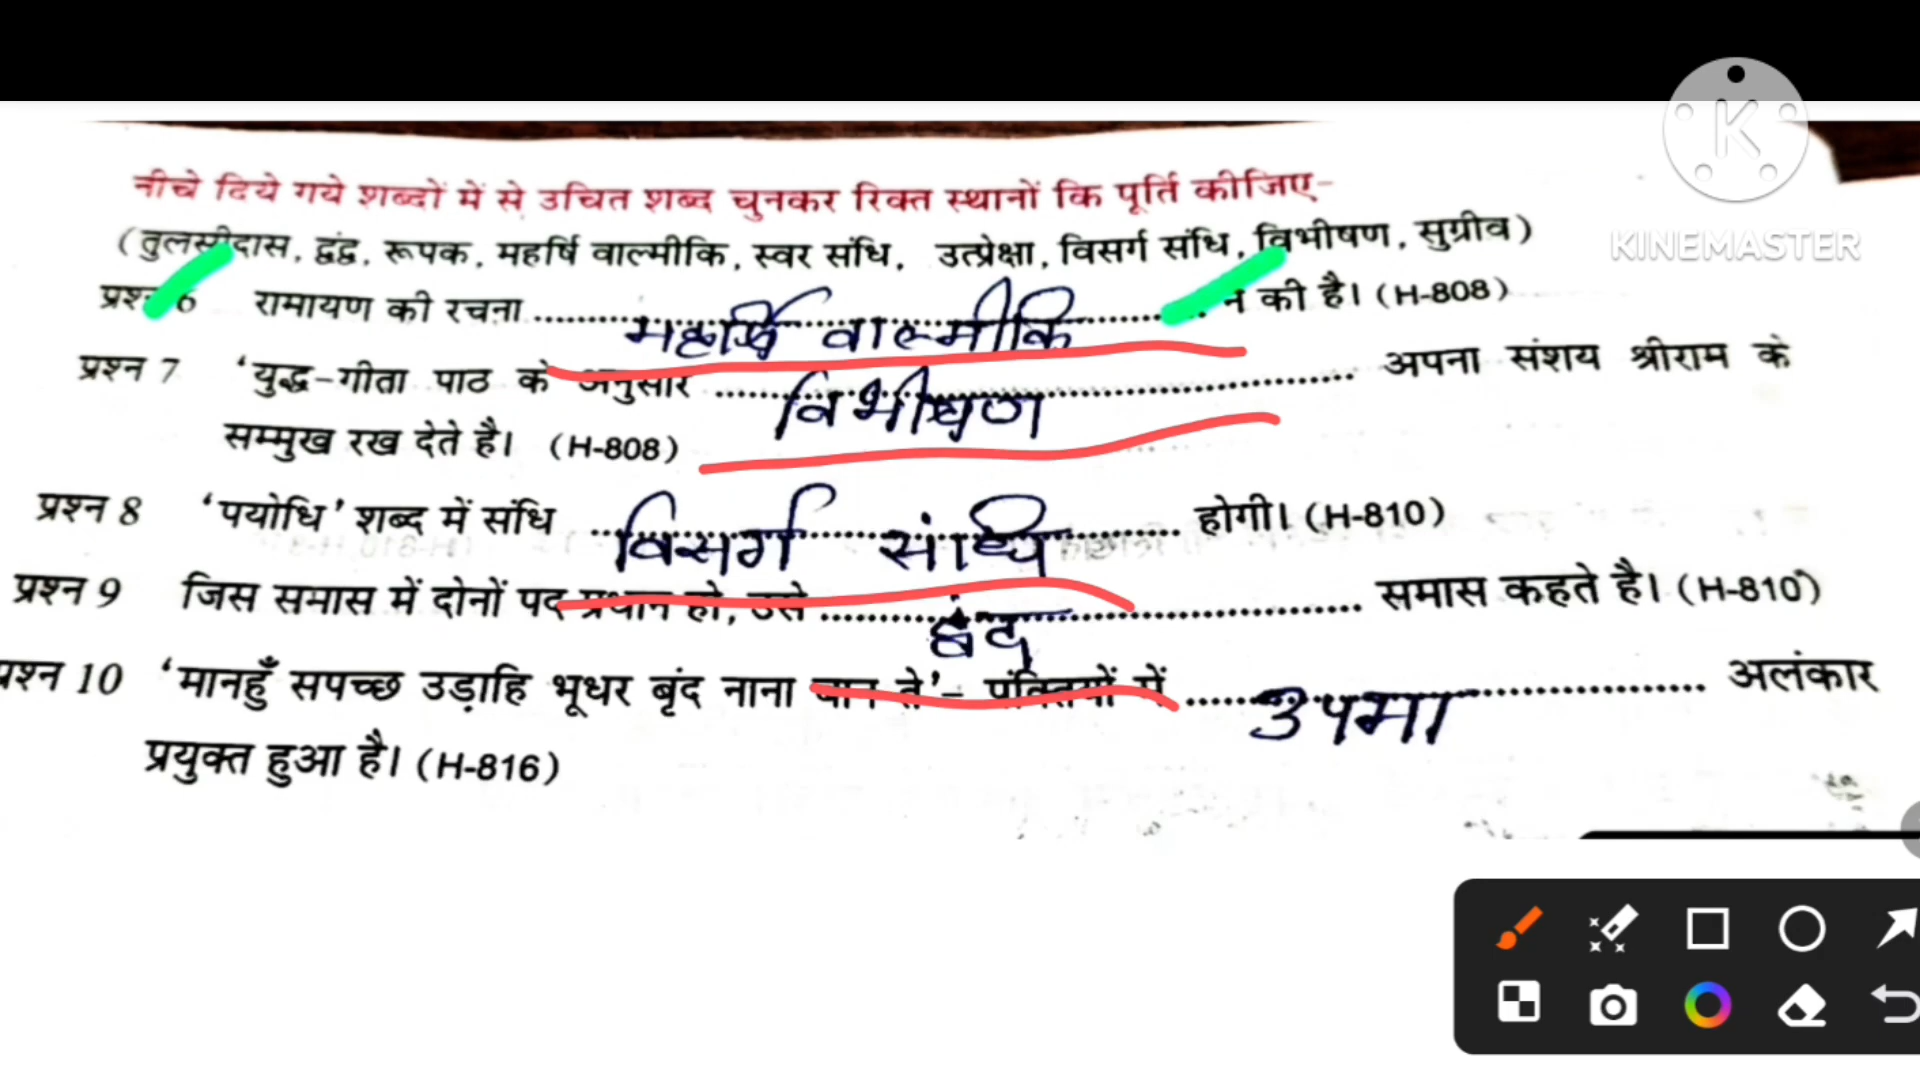 KINEMASTER
नीचे दिये गये शब्दों में से उचित शब्द चुनकर रिक्त स्थानों कि पूर्ति कीजिए-
(तुलसीदास, द्वंद्व, रूपक, महर्षि वाल्मीकि, स्वर संधि, उत्प्रेक्षा, विसर्ग संधि, विभीषण, सुग्रीव)
प्रश्न 6 रामायण की रचना .................... ने की है। (H-808)
महर्षि वाल्मीकि
प्रश्न 7 'युद्ध-गीता पाठ के अनुसार .................... अपना संशय श्रीराम के
विभीषण
सम्मुख रख देते है। (H-808)
प्रश्न 8 'पयोधि' शब्द में संधि .................... होगी। (H-810)
विसर्ग संधि
प्रश्न 9 जिस समास में दोनों पद प्रधान हो, उसे .................... समास कहते है। (H-810)
द्वंद
प्रश्न 10 'मानहुँ सपच्छ उड़ाहि भूधर बृंद नाना बान ते'- पंक्तियों में .................... अलंकार
उपमा
प्रयुक्त हुआ है। (H-816)